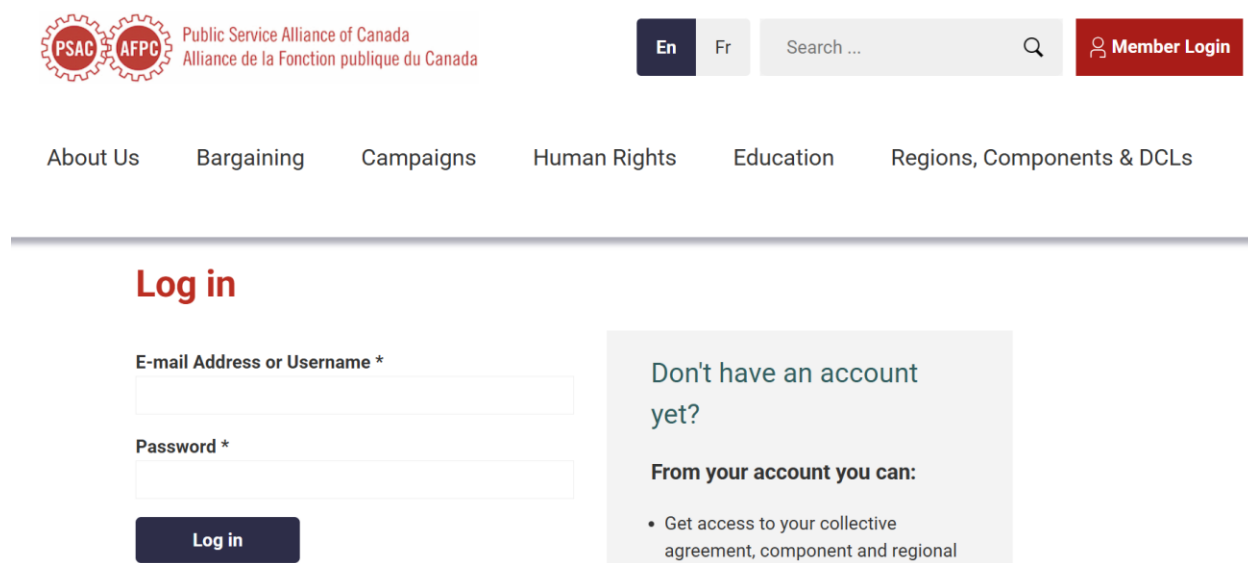 PSAC AFPC
Public Service Alliance of Canada
Alliance de la Fonction publique du Canada
En Fr Search ... Member Login
About Us Bargaining Campaigns Human Rights Education Regions, Components & DCLs
Log in
E-mail Address or Username *
Password *
Log in
Don't have an account
yet?
From your account you can:
• Get access to your collective
agreement, component and regional